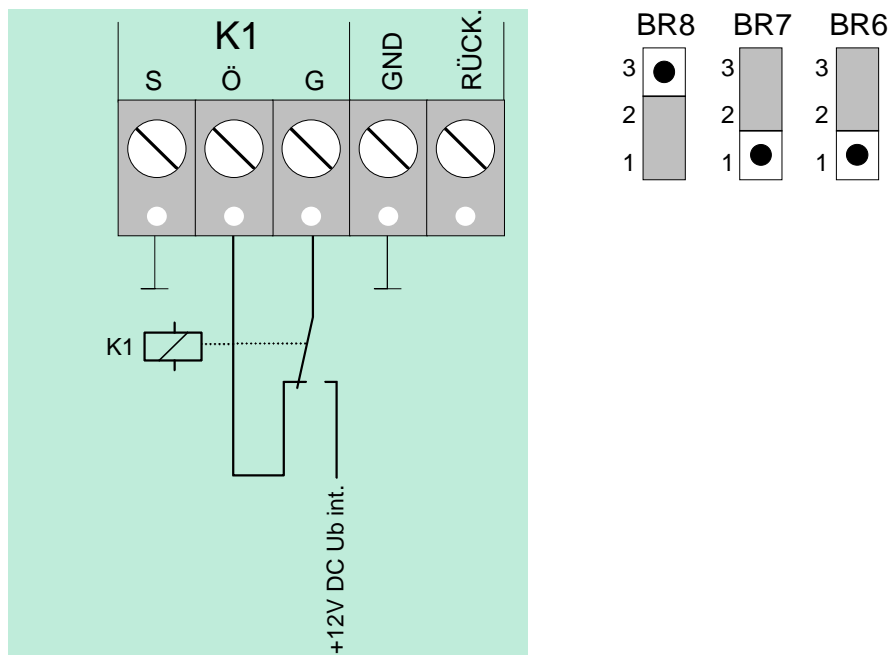 K1
S Ö G GND RÜCK.
K1
+12V DC Ub int.
BR8 BR7 BR6
3 3 3
2 2 2
1 1 1